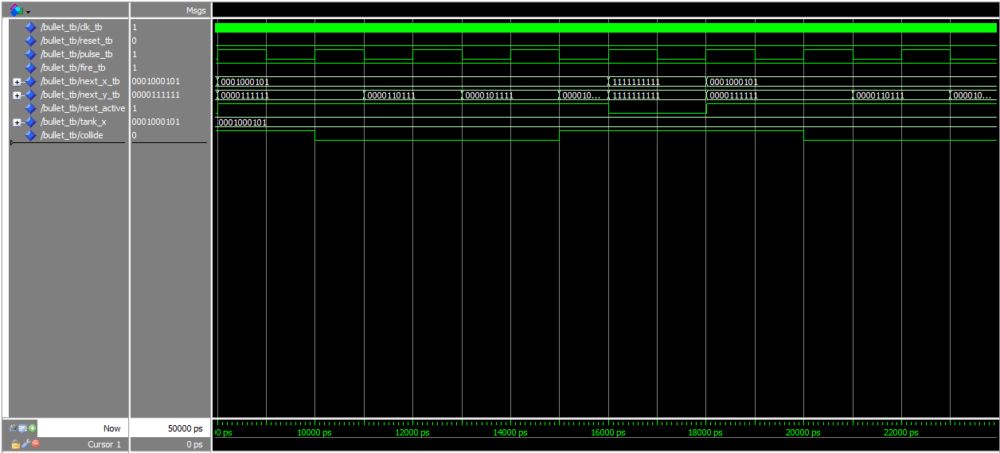 Msgs
/bullet_tb/clk_tb 1
/bullet_tb/reset_tb 0
/bullet_tb/pulse_tb 1
/bullet_tb/fire_tb 1
/bullet_tb/next_x_tb 0001000101 0001000101 1111111111 0001000101
/bullet_tb/next_y_tb 0000111111 0000111111 0000110111 0000101111 000010... 1111111111 0000111111 0000110111 000010...
/bullet_tb/next_active 1
/bullet_tb/tank_x 0001000101 0001000101
/bullet_tb/collide 0
Now 50000 ps 00 ps 10000 ps 12000 ps 14000 ps 16000 ps 18000 ps 20000 ps 22000 ps
Cursor 1 0 ps